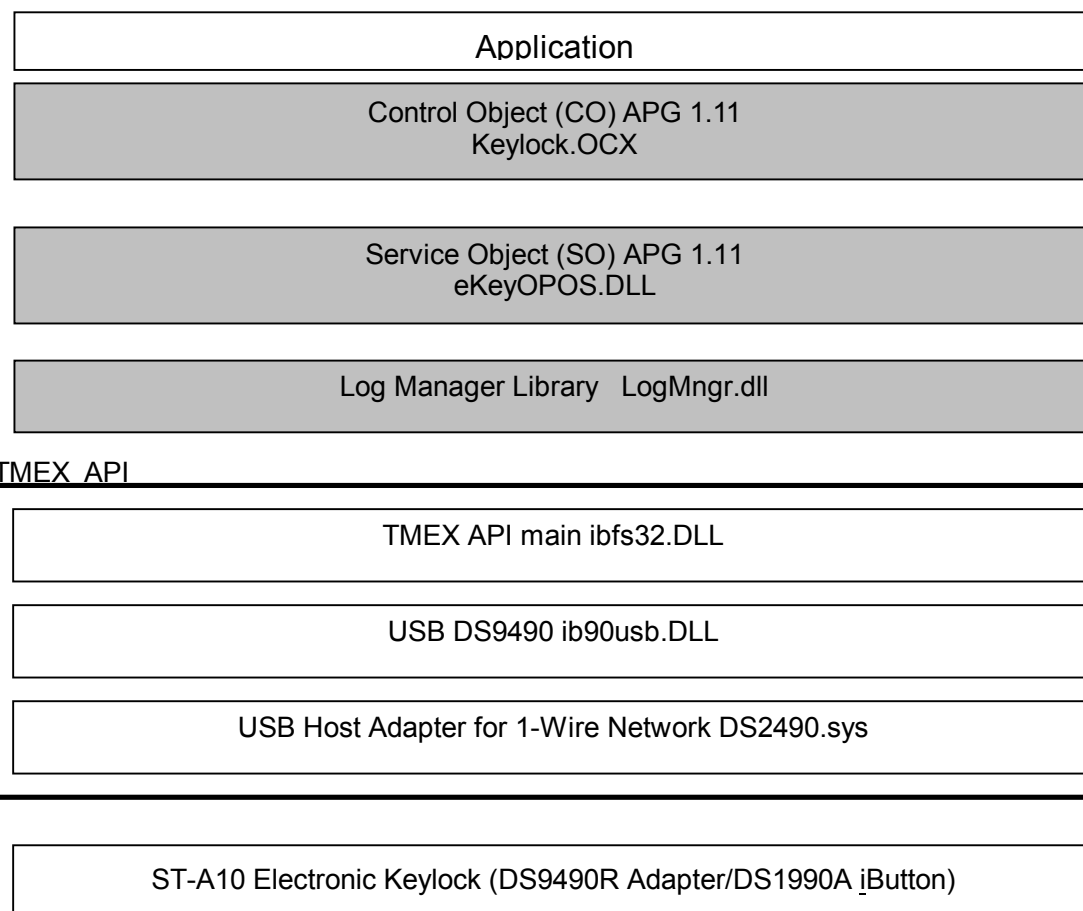 Application
Control Object (CO) APG 1.11
Keylock.OCX
Service Object (SO) APG 1.11
eKeyOPOS.DLL
Log Manager Library LogMngr.dll
TMEX API
TMEX API main ibfs32.DLL
USB DS9490 ib90usb.DLL
USB Host Adapter for 1-Wire Network DS2490.sys
ST-A10 Electronic Keylock (DS9490R Adapter/DS1990A iButton)